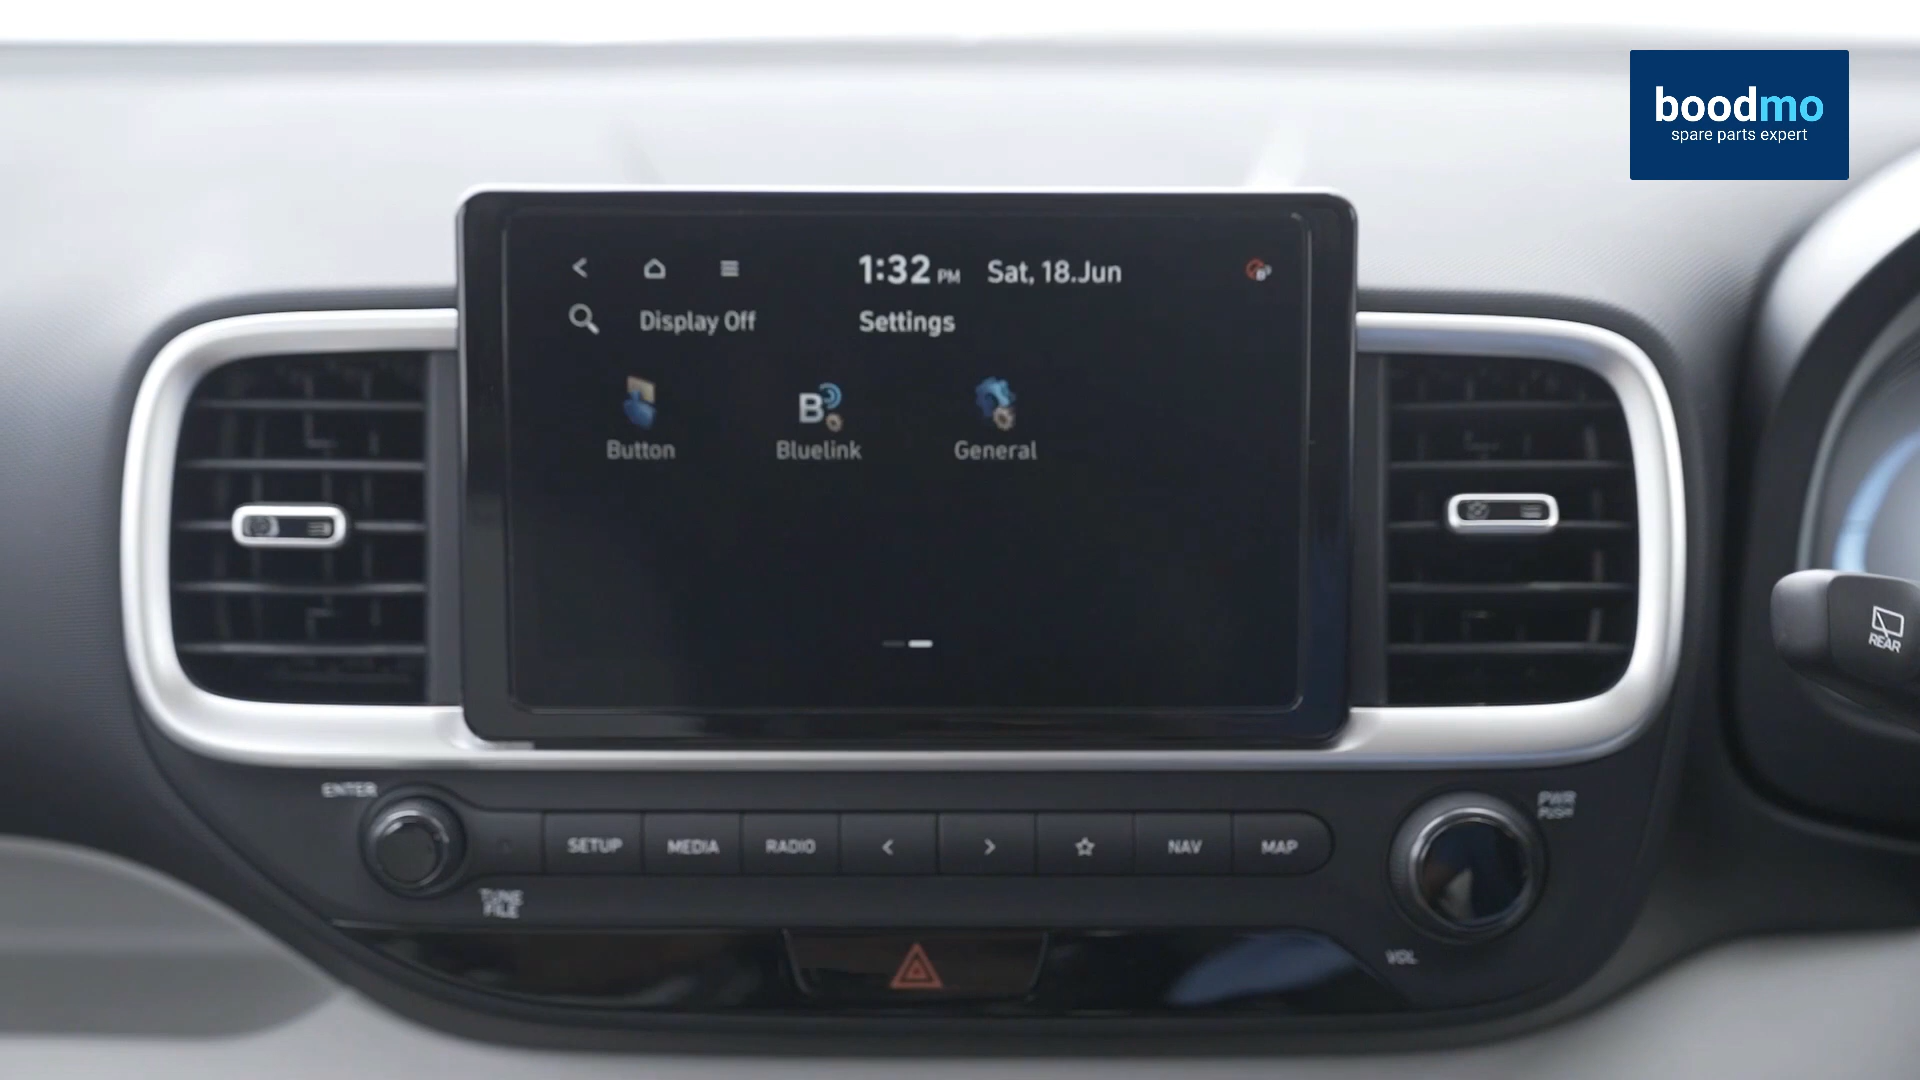 boodmo
spare parts expert
1:32 PM Sat, 18.Jun
Display Off
Settings
Button
Bluelink
General
REAR
ENTER
PWR
PUSH
SETUP
MEDIA
RADIO
NAV
MAP
TUNE
FILE
VOL